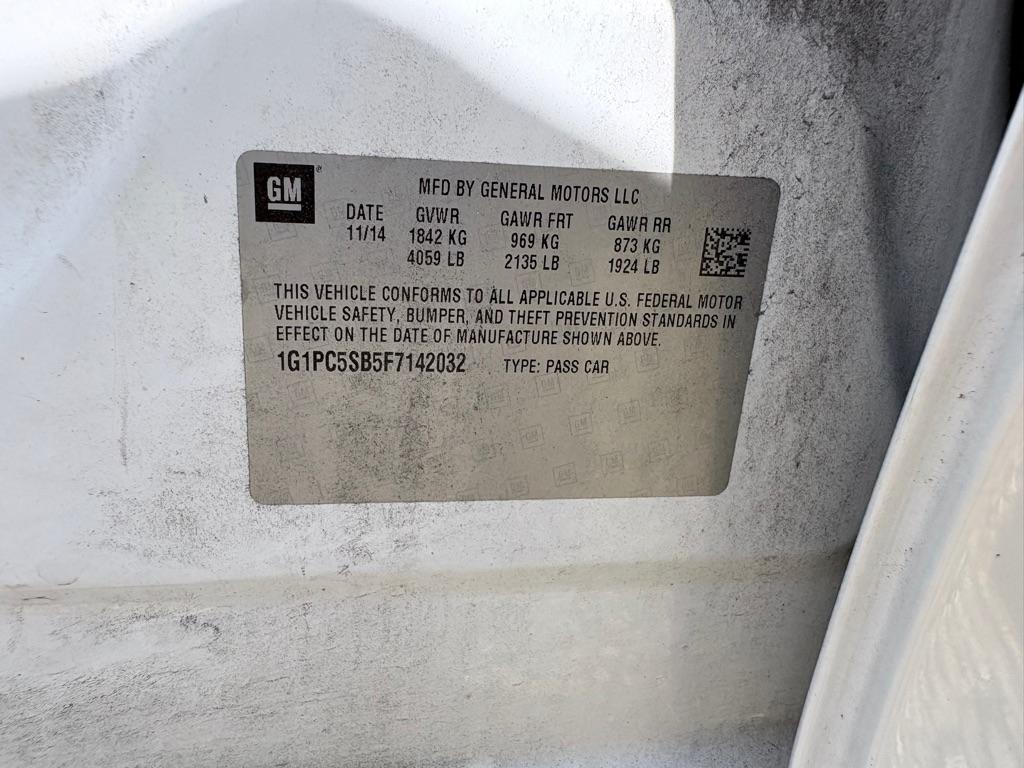 GM
MFD BY GENERAL MOTORS LLC
DATE GVWR GAWR FRT GAWR RR
11/14 1842 KG 969 KG 873 KG
4059 LB 2135 LB 1924 LB
THIS VEHICLE CONFORMS TO ALL APPLICABLE U.S. FEDERAL MOTOR
VEHICLE SAFETY, BUMPER, AND THEFT PREVENTION STANDARDS IN
EFFECT ON THE DATE OF MANUFACTURE SHOWN ABOVE.
1G1PC5SB5F7142032 TYPE: PASS CAR